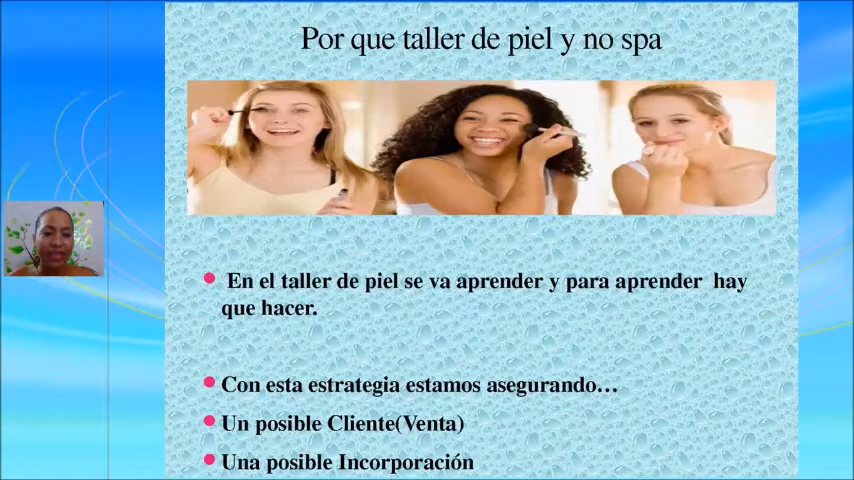 Por que taller de piel y no spa
En el taller de piel se va aprender y para aprender hay
que hacer.
Con esta estrategia estamos asegurando…
Un posible Cliente(Venta)
Una posible Incorporación